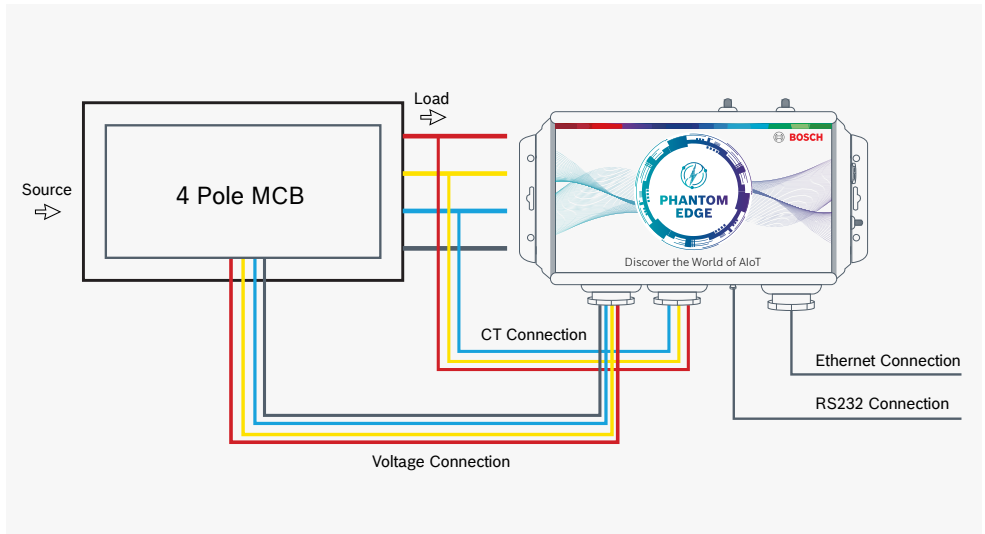 Load
BOSCH
Source
4 Pole MCB
PHANTOM
EDGE
Discover the World of AIoT
CT Connection
Ethernet Connection
RS232 Connection
Voltage Connection